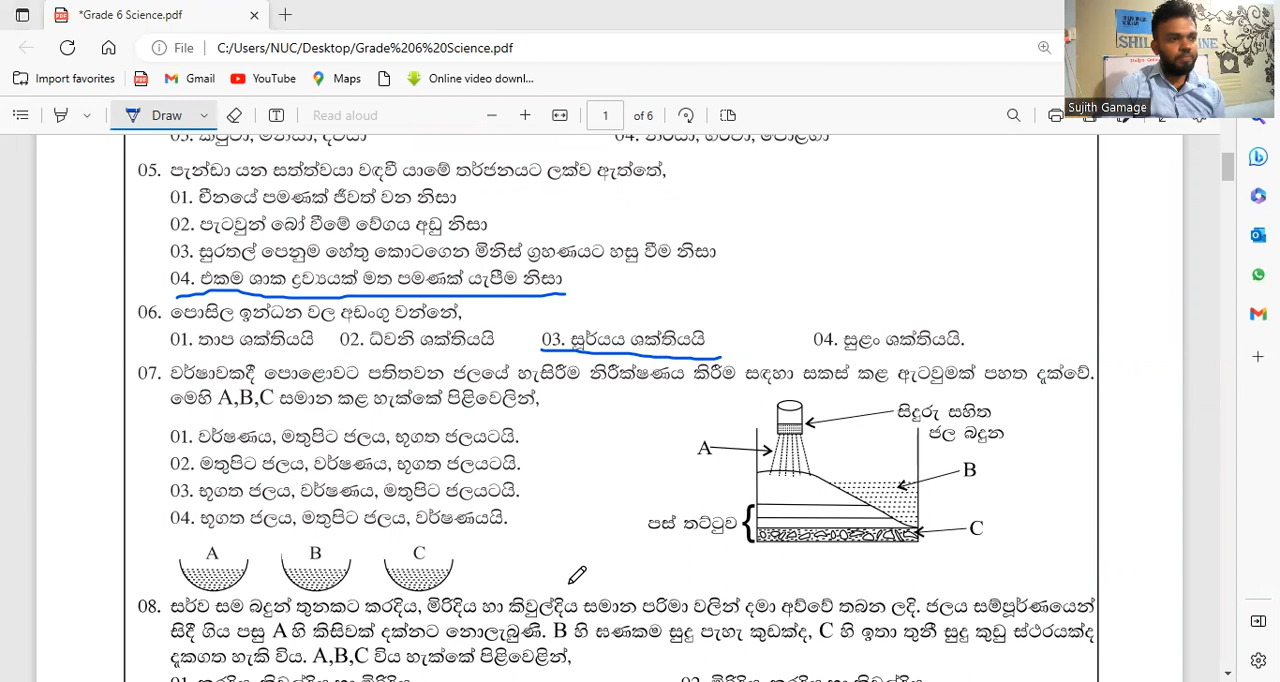 *Grade 6 Science.pdf
File C:/Users/NUC/Desktop/Grade%206%20Science.pdf
Import favorites Gmail YouTube Maps Online video downl...
Draw Read aloud 1 of 6
SHIL NE
Sujith Gamage
05. පැන්ඩා යන සත්ත්වයා වඳවී යාමේ තර්ජනයට ලක්ව ඇත්තේ,
01. චීනයේ පමණක් ජීවත් වන නිසා
02. පැටවුන් බෝ වීමේ වේගය අඩු නිසා
03. සුරතල් පෙනුම හේතු කොටගෙන මිනිස් ග්‍රහණයට හසු වීම නිසා
04. එකම ශාක ද්‍රව්‍යයක් මත පමණක් යැපීම නිසා
06. පොසිල ඉන්ධන වල අඩංගු වන්නේ,
01. තාප ශක්තියයි 02. ධ්වනි ශක්තියයි 03. සූර්යය ශක්තියයි 04. සුළං ශක්තියයි.
07. වර්ෂාවකදී පොළොවට පතිතවන ජලයේ හැසිරීම නිරීක්ෂණය කිරීම සඳහා සකස් කළ ඇටවුමක් පහත දැක්වේ.
මෙහි A,B,C සමාන කළ හැක්කේ පිළිවෙලින්,
01. වර්ෂණය, මතුපිට ජලය, භූගත ජලයටයි.
02. මතුපිට ජලය, වර්ෂණය, භූගත ජලයටයි.
03. භූගත ජලය, වර්ෂණය, මතුපිට ජලයටයි.
04. භූගත ජලය, මතුපිට ජලය, වර්ෂණයයි.
සිදුරු සහිත
ජල බඳුන
A
B
පස් තට්ටුව
C
A B C
08. සර්ව සම බඳුන් තුනකට කරදිය, මිරිදිය හා කිවුල්දිය සමාන පරිමා වලින් දමා අව්වේ තබන ලදි. ජලය සම්පූර්ණයෙන්
සිදී ගිය පසු A හි කිසිවක් දක්නට නොලැබුණි. B හි ඝණකම සුදු පැහැ කුඩක්ද, C හි ඉතා තුනී සුදු කුඩු ස්ථරයක්ද
දැකගත හැකි විය. A,B,C විය හැක්කේ පිළිවෙළින්,